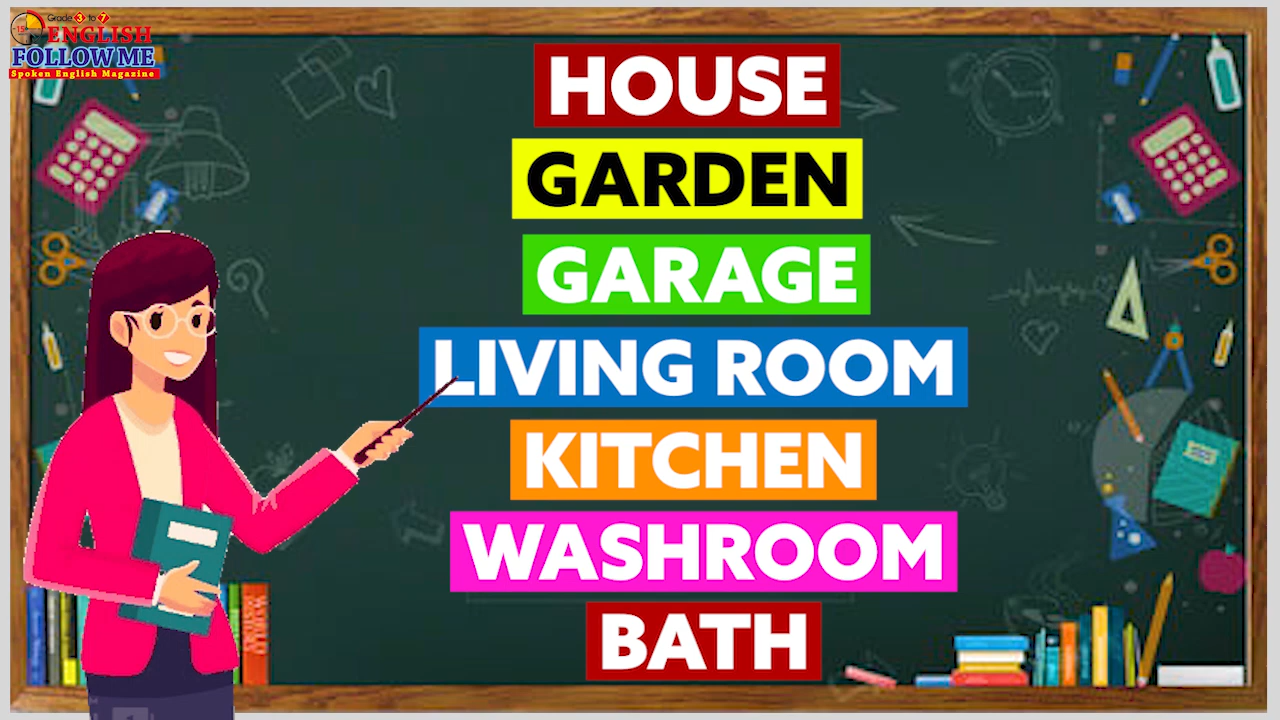 Grade 3 to 7
ENGLISH
FOLLOW ME
Spoken English Magazine
HOUSE
GARDEN
GARAGE
LIVING ROOM
KITCHEN
WASHROOM
BATH